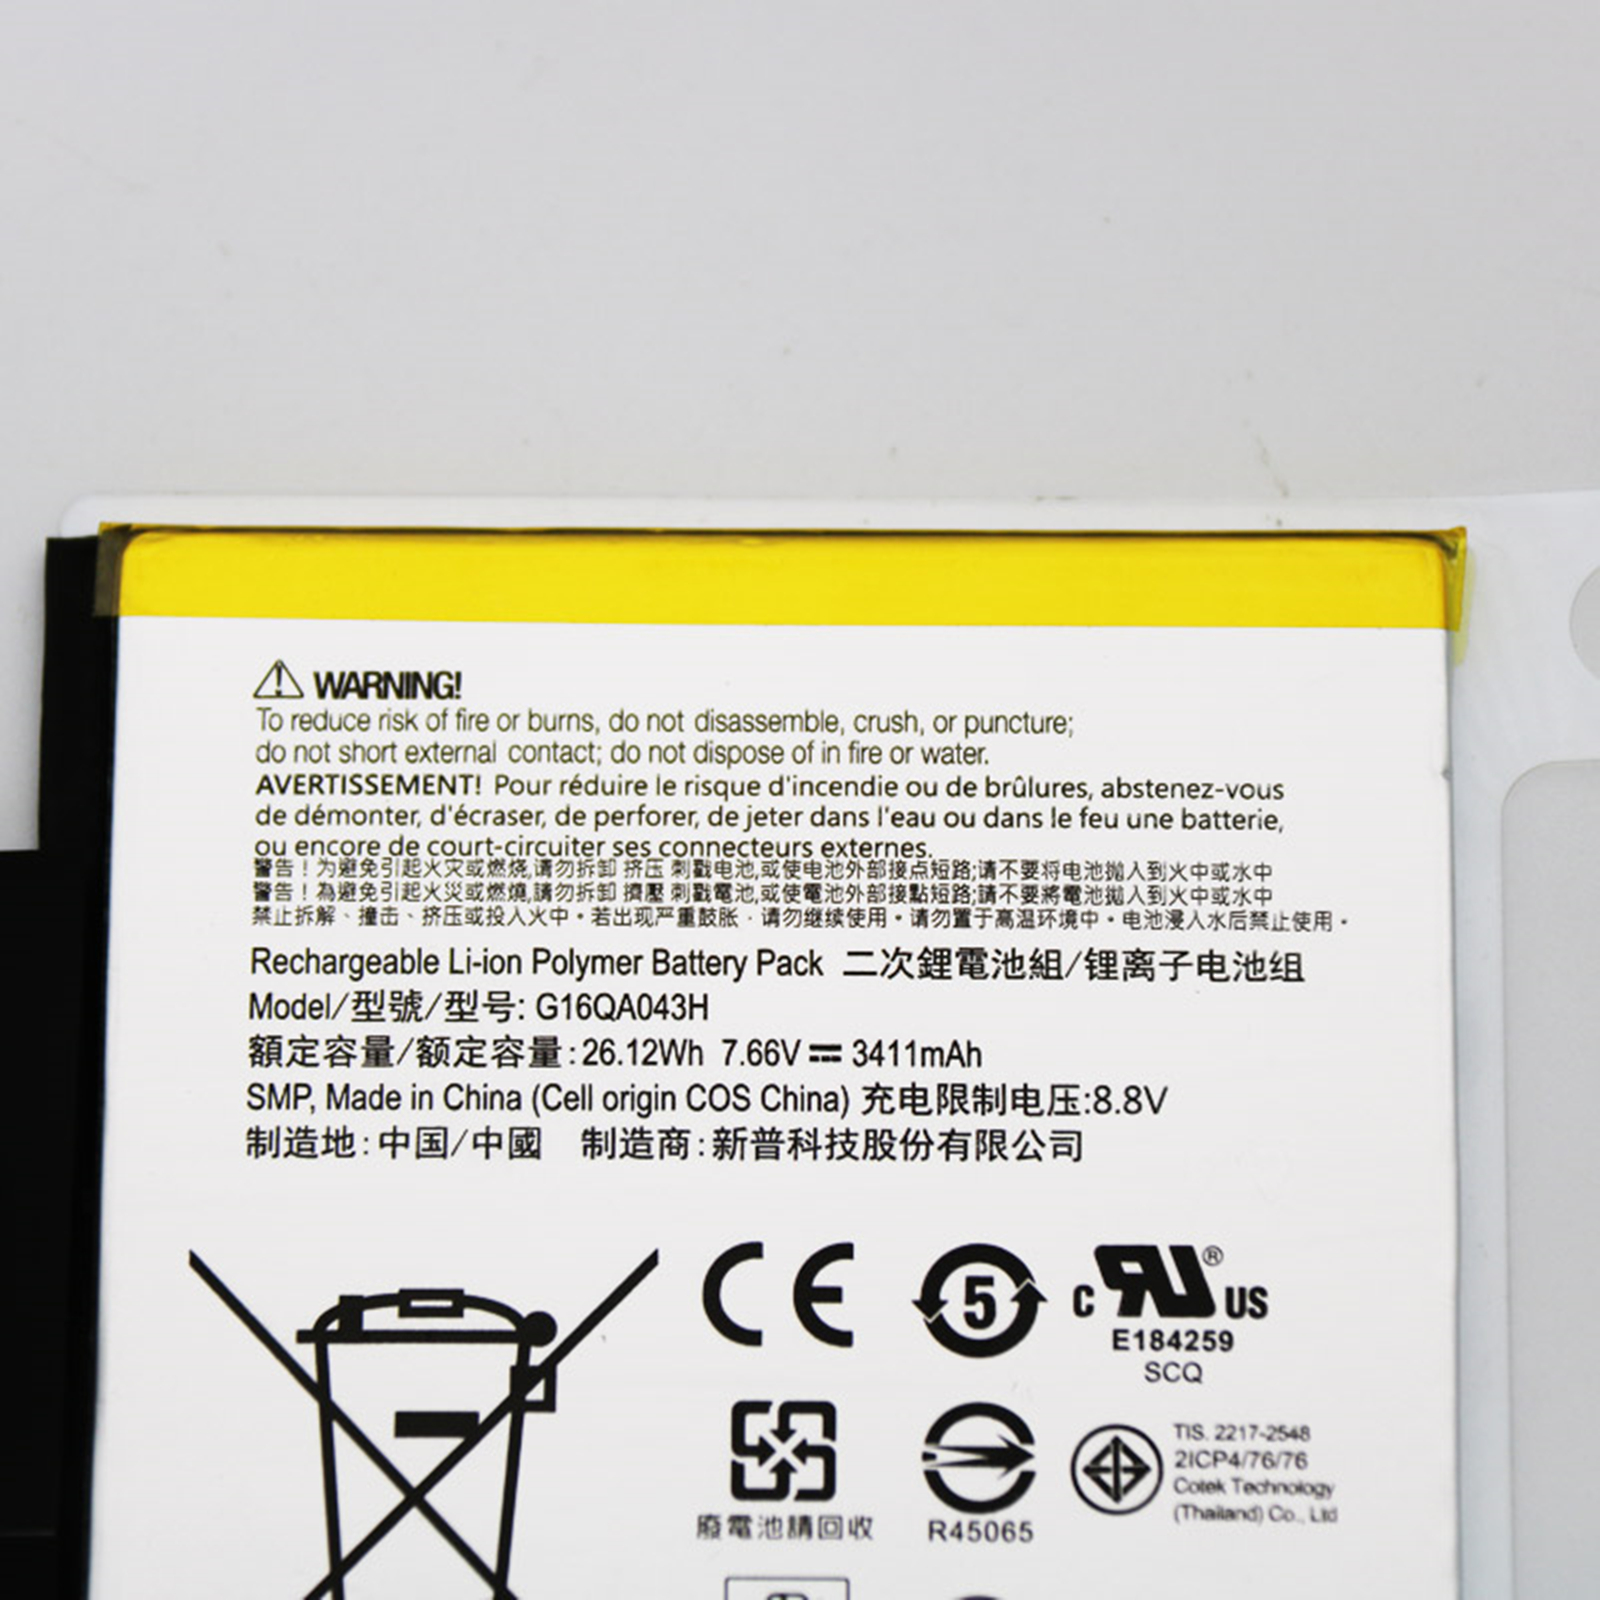 WARNING!
To reduce risk of fire or burns, do not disassemble, crush, or puncture;
do not short external contact; do not dispose of in fire or water.
AVERTISSEMENT! Pour réduire le risque d'incendie ou de brûlures, abstenez-vous
de démonter, d'écraser, de perforer, de jeter dans l'eau ou dans le feu une batterie,
ou encore de court-circuiter ses connecteurs externes.
警告！为避免引起火灾或燃烧,请勿拆卸 挤压 刺戳电池,或使电池外部接点短路;请不要将电池抛入到火中或水中
警告！為避免引起火災或燃燒,請勿拆卸 擠壓 刺戳電池,或使電池外部接點短路;請不要將電池拋入到火中或水中
禁止拆解、撞击、挤压或投入火中。若出现严重鼓胀，请勿继续使用。请勿置于高温环境中。电池浸入水后禁止使用。
Rechargeable Li-ion Polymer Battery Pack 二次鋰電池組/锂离子电池组
Model/型號/型号: G16QA043H
額定容量/额定容量:26.12Wh 7.66V⎓3411mAh
SMP, Made in China (Cell origin COS China) 充电限制电压:8.8V
制造地:中国/中國 制造商:新普科技股份有限公司
CE
5
c RU® US
E184259
SCQ
廢電池請回收
R45065
TIS. 2217-2548
2ICP4/76/76
Cotek Technology
(Thailand) Co., Ltd